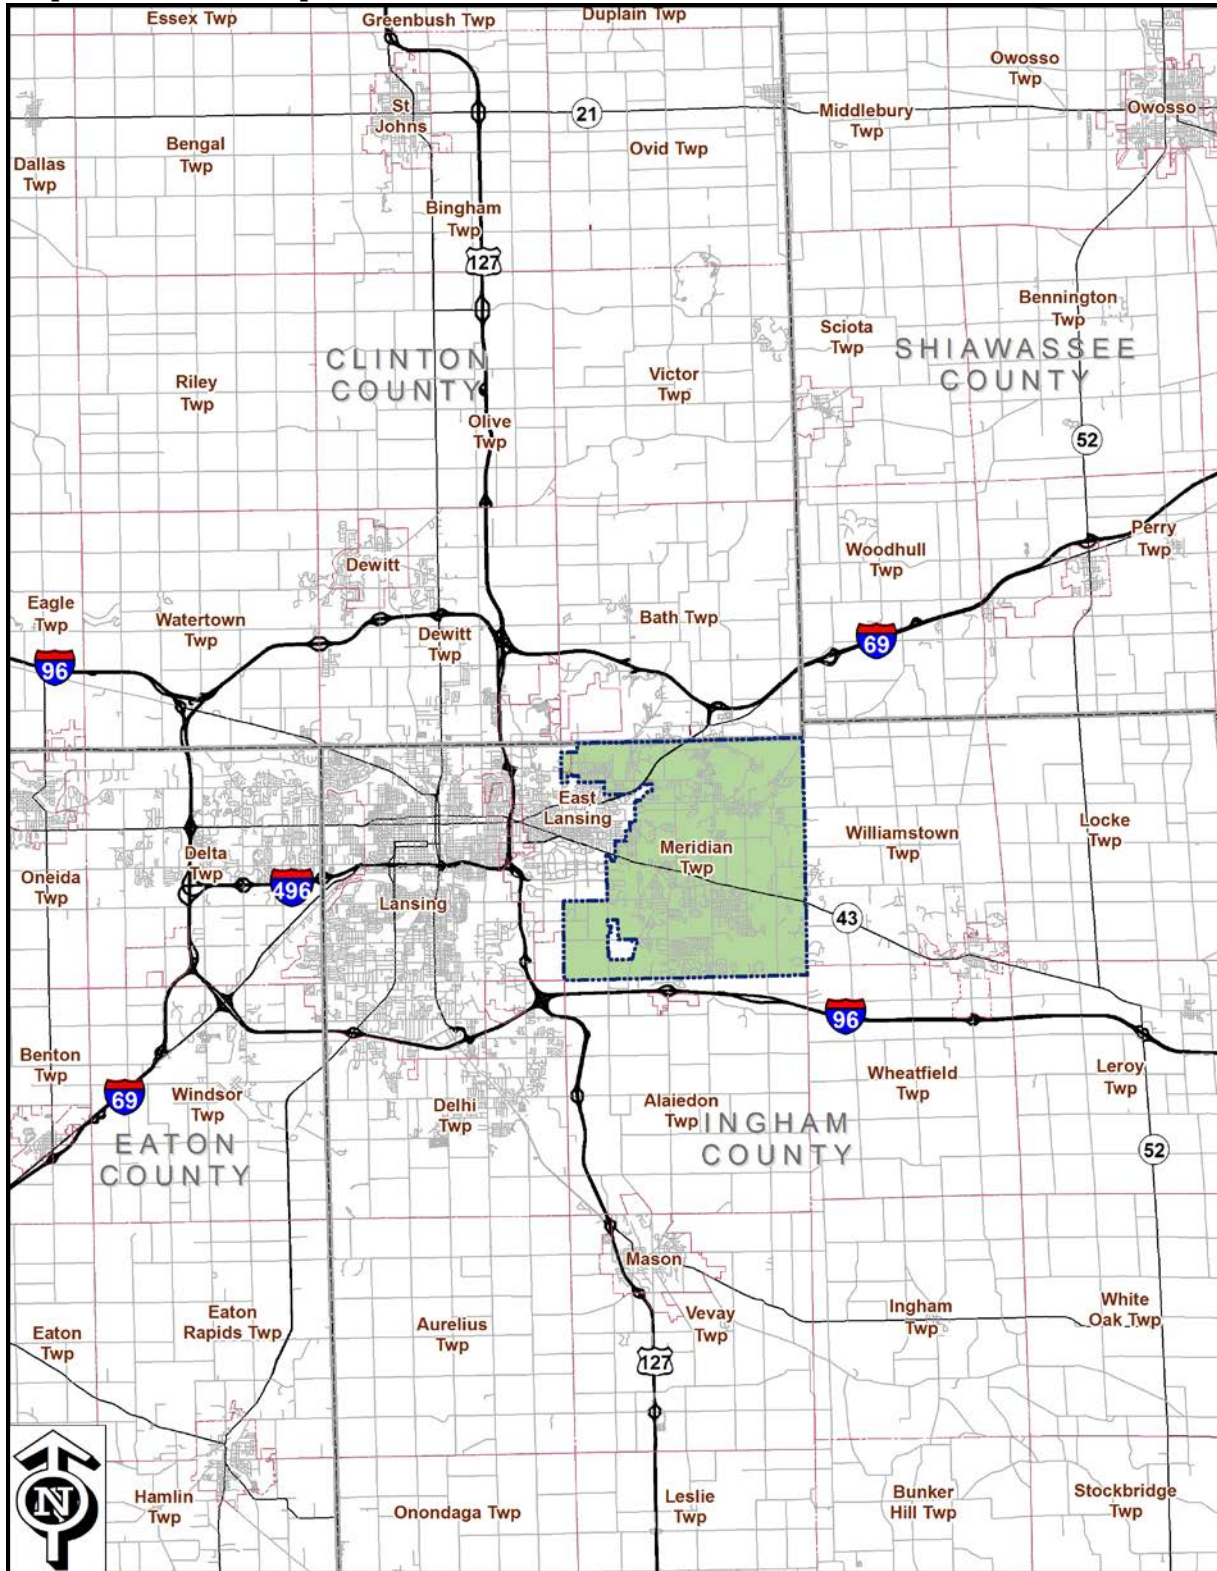 Essex Twp
Greenbush Twp
Duplain Twp
Owosso
Twp
St
Johns
21
Middlebury
Twp
Owosso
Bengal
Twp
Ovid Twp
Dallas
Twp
Bingham
Twp
127
Bennington
Twp
Sciota
Twp
CLINTON
COUNTY
SHIAWASSEE
COUNTY
Riley
Twp
Victor
Twp
Olive
Twp
52
Perry
Twp
Woodhull
Twp
Dewitt
Eagle
Twp
Watertown
Twp
Dewitt
Twp
Bath Twp
69
96
East
Lansing
Meridian
Twp
Williamstown
Twp
Locke
Twp
Delta
Twp
Oneida
Twp
496
Lansing
43
96
Benton
Twp
69
Windsor
Twp
Delhi
Twp
Alaiedon
Twp
Wheatfield
Twp
Leroy
Twp
EATON
COUNTY
INGHAM
COUNTY
52
Mason
Eaton
Rapids Twp
Eaton
Twp
Aurelius
Twp
Vevay
Twp
Ingham
Twp
White
Oak Twp
127
N
Hamlin
Twp
Onondaga Twp
Leslie
Twp
Bunker
Hill Twp
Stockbridge
Twp